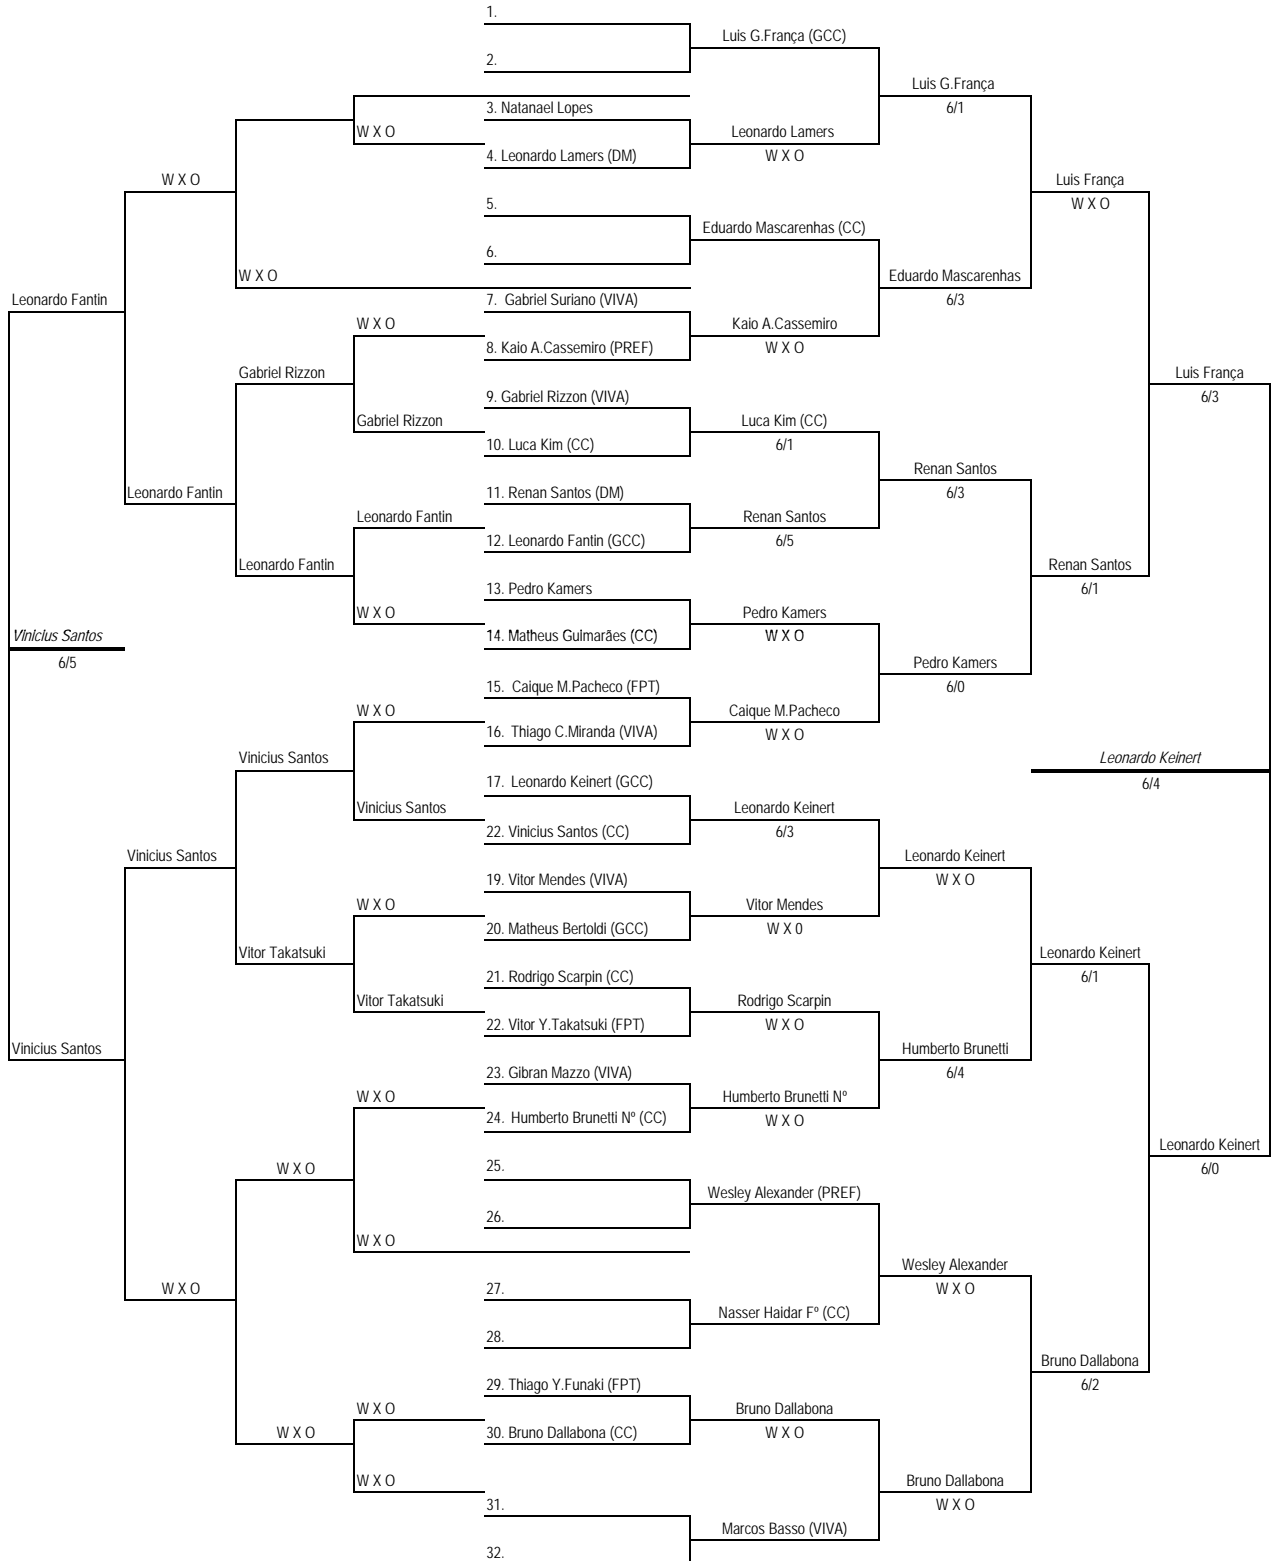 1.
Luis G.França (GCC)
2.
Luis G.França
6/1
3. Natanael Lopes
W X O
Leonardo Lamers
W X O
4. Leonardo Lamers (DM)
W X O
Luis França
W X O
5.
Eduardo Mascarenhas (CC)
6.
W X O
Eduardo Mascarenhas
6/3
Leonardo Fantin
7. Gabriel Suriano (VIVA)
W X O
Kaio A.Cassemiro
W X O
8. Kaio A.Cassemiro (PREF)
Gabriel Rizzon
Luis França
6/3
9. Gabriel Rizzon (VIVA)
Gabriel Rizzon
Luca Kim (CC)
6/1
10. Luca Kim (CC)
Renan Santos
6/3
Leonardo Fantin
11. Renan Santos (DM)
Leonardo Fantin
Renan Santos
6/5
12. Leonardo Fantin (GCC)
Leonardo Fantin
Renan Santos
6/1
13. Pedro Kamers
W X O
Pedro Kamers
W X O
Vinicius Santos
6/5
14. Matheus Guimarães (CC)
Pedro Kamers
6/0
15. Caique M.Pacheco (FPT)
W X O
Caique M.Pacheco
W X O
16. Thiago C.Miranda (VIVA)
Vinicius Santos
Leonardo Keinert
6/4
17. Leonardo Keinert (GCC)
Vinicius Santos
Leonardo Keinert
6/3
22. Vinicius Santos (CC)
Vinicius Santos
Leonardo Keinert
W X O
19. Vitor Mendes (VIVA)
W X O
Vitor Mendes
W X 0
20. Matheus Bertoldi (GCC)
Vitor Takatsuki
Leonardo Keinert
6/1
21. Rodrigo Scarpin (CC)
Vitor Takatsuki
Rodrigo Scarpin
W X O
22. Vitor Y.Takatsuki (FPT)
Vinicius Santos
Humberto Brunetti
6/4
23. Gibran Mazzo (VIVA)
W X O
Humberto Brunetti Nº
W X O
24. Humberto Brunetti Nº (CC)
Leonardo Keinert
6/0
25.
W X O
Wesley Alexander (PREF)
26.
W X O
Wesley Alexander
W X O
W X O
27.
Nasser Haidar Fº (CC)
28.
Bruno Dallabona
6/2
29. Thiago Y.Funaki (FPT)
W X O
Bruno Dallabona
W X O
W X O
30. Bruno Dallabona (CC)
W X O
Bruno Dallabona
W X O
31.
Marcos Basso (VIVA)
32.